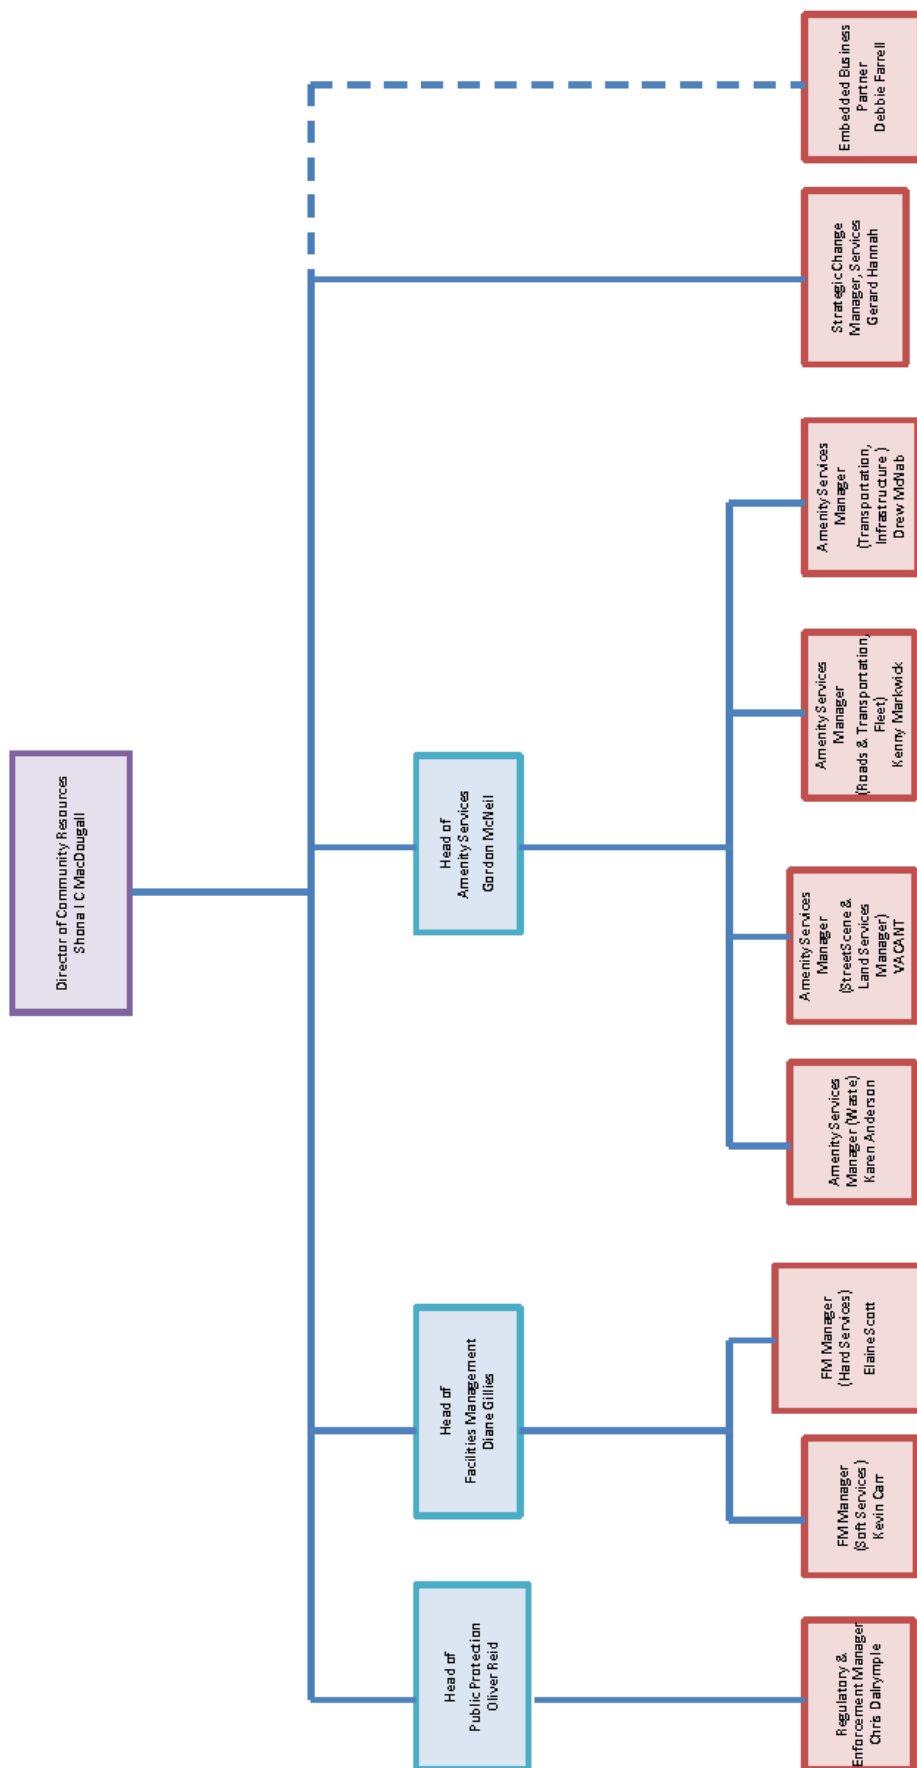 Director of Community Resources
Shona I C MacDougall
Head of
Public Protection
Oliver Reid
Head of
Facilities Management
Diane Gillies
Head of
Amenity Services
Gordon McNeil
Regulatory &
Enforcement Manager
Chris Dalrymple
FM Manager
(Soft Services)
Kevin Carr
FM Manager
(Hard Services)
Elaine Scott
Amenity Services
Manager (Waste)
Karen Anderson
Amenity Services
Manager
(StreetScene &
Land Services
Manager)
VACANT
Amenity Services
Manager
(Roads & Transportation,
Fleet)
Kenny Markwick
Amenity Services
Manager
(Transportation,
Infrastructure )
Drew McNab
Strategic Change
Manager, Services
Gerard Hannah
Embedded Business
Partner
Debbie Farrell